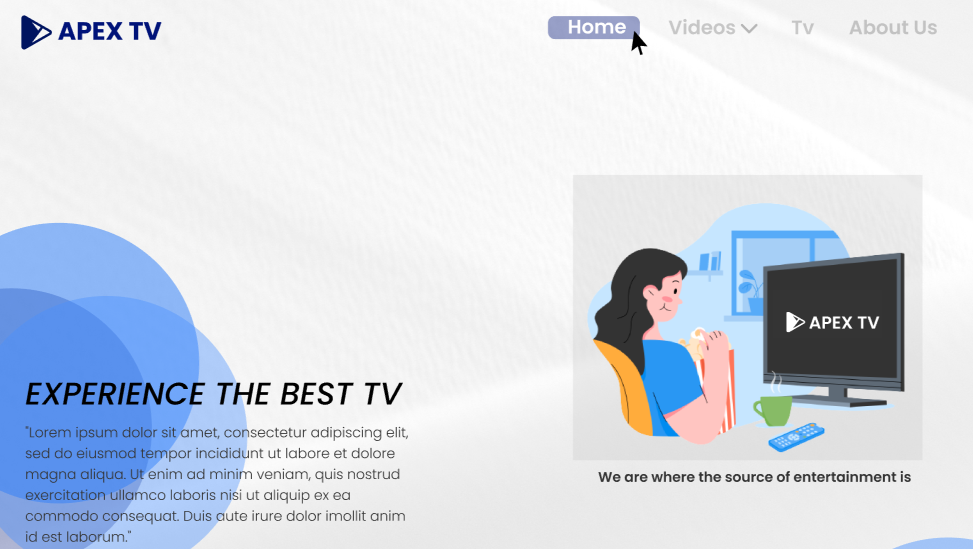 APEX TV
Home
Videos
Tv
About Us
APEX TV
EXPERIENCE THE BEST TV
"Lorem ipsum dolor sit amet, consectetur adipiscing elit,
sed do eiusmod tempor incididunt ut labore et dolore
magna aliqua. Ut enim ad minim veniam, quis nostrud
exercitation ullamco laboris nisi ut aliquip ex ea
commodo consequat. Duis aute irure dolor imollit anim
id est laborum."
We are where the source of entertainment is